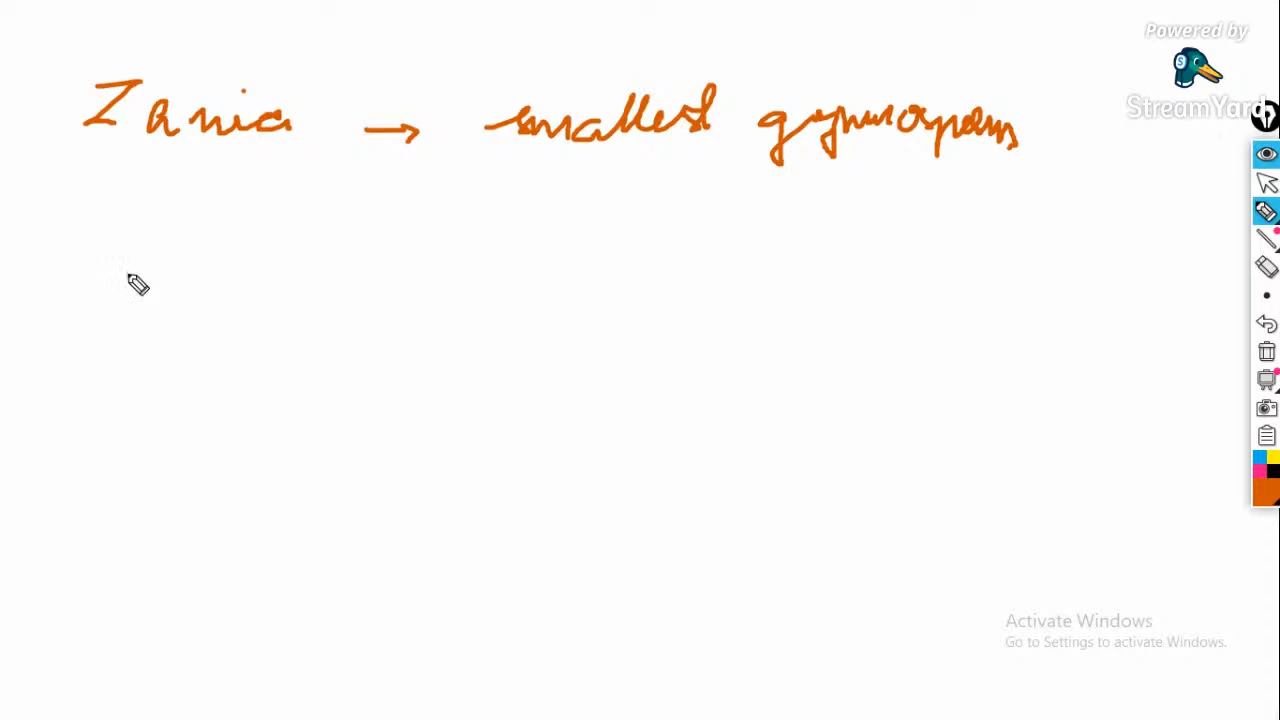 Powered by
StreamYard
Zamia → smallest gymnosperm
Activate Windows
Go to Settings to activate Windows.